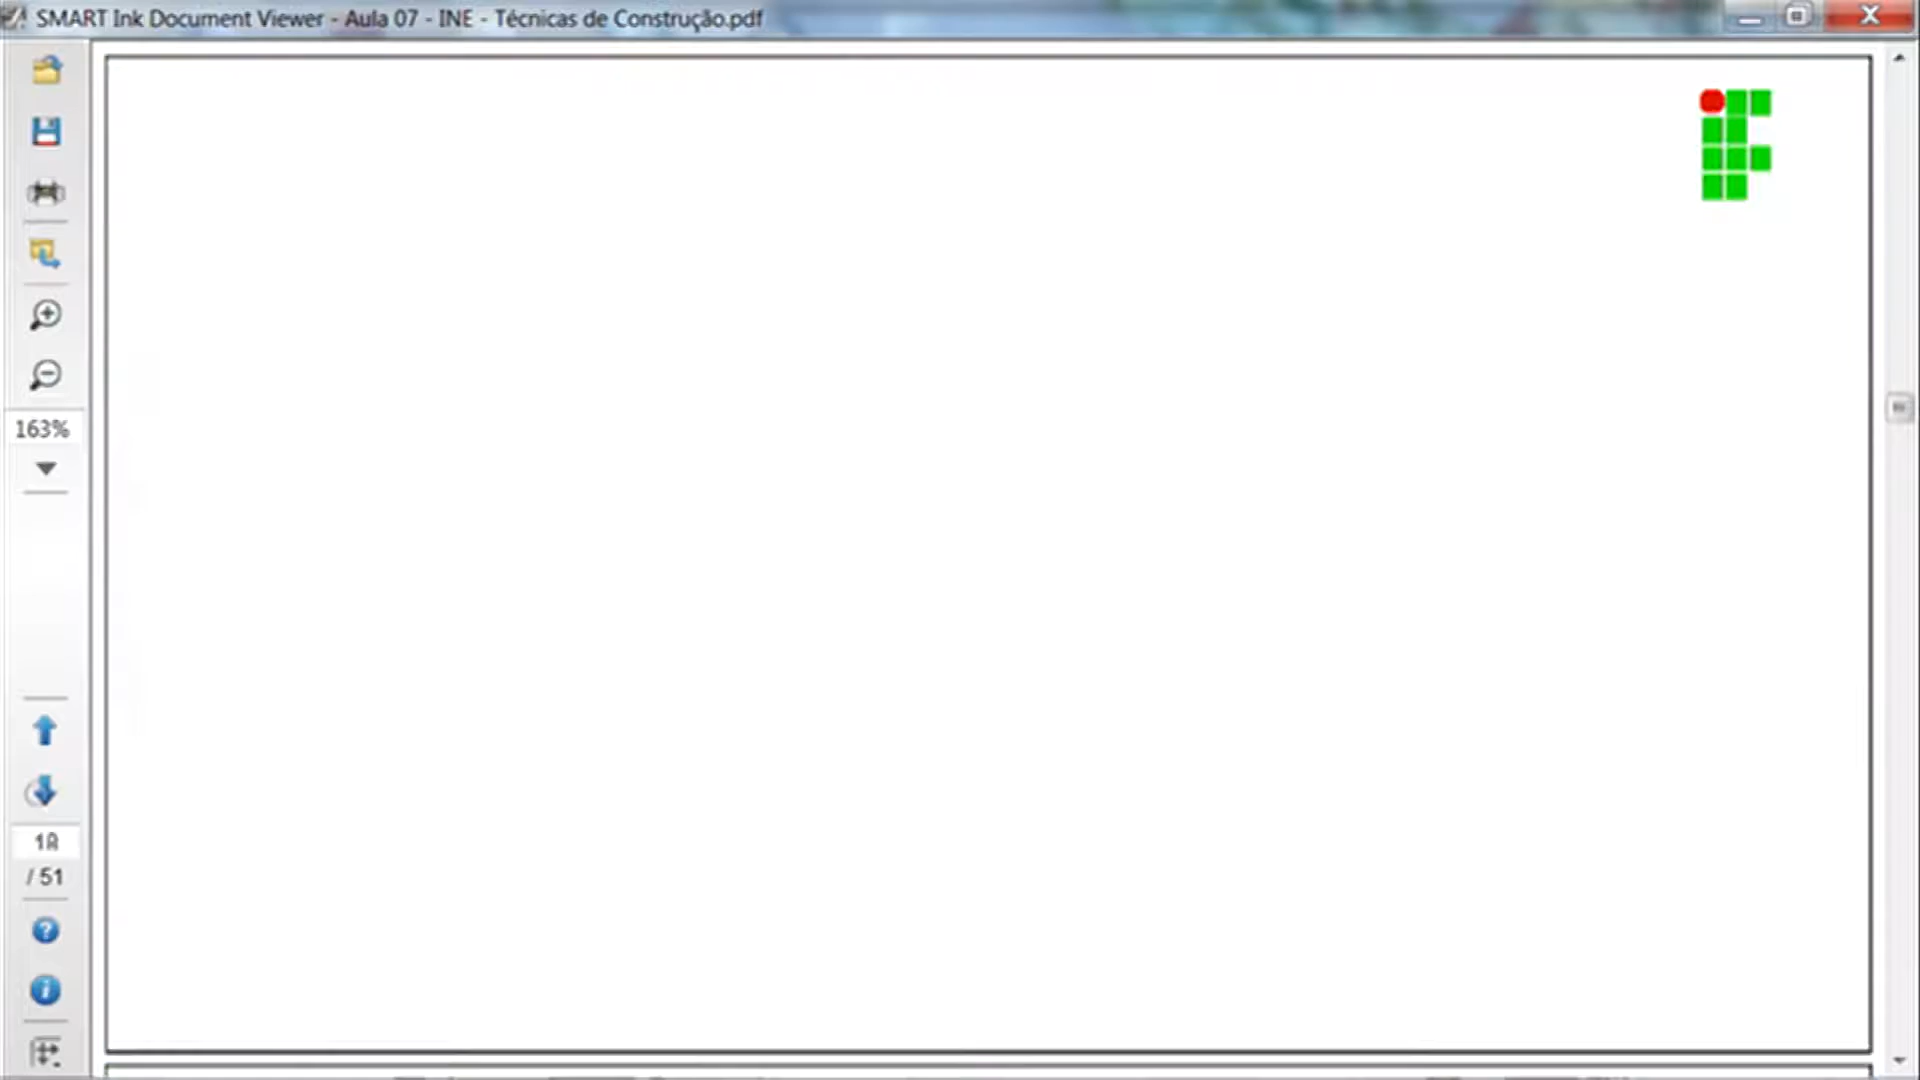 SMART Ink Document Viewer - Aula 07 - INE - Técnicas de Construção.pdf
163%
/ 51